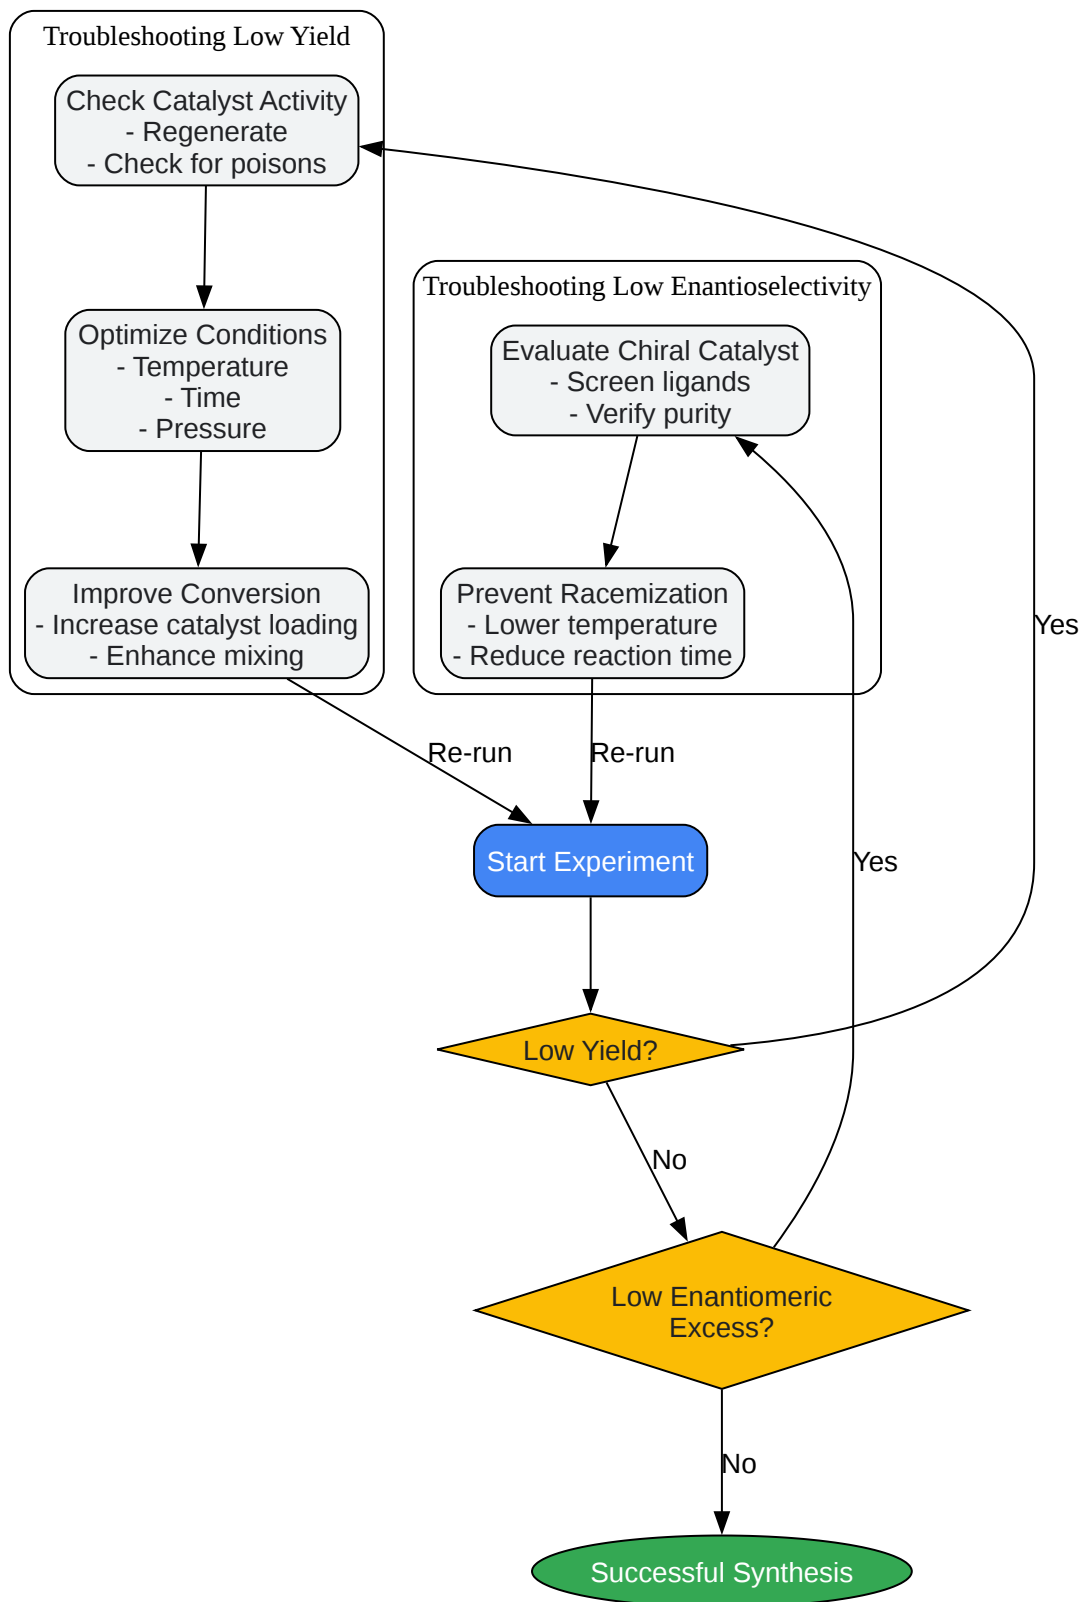 Troubleshooting Low Yield
Check Catalyst Activity
- Regenerate
- Check for poisons
Optimize Conditions
- Temperature
- Time
- Pressure
Improve Conversion
- Increase catalyst loading
- Enhance mixing
Troubleshooting Low Enantioselectivity
Evaluate Chiral Catalyst
- Screen ligands
- Verify purity
Prevent Racemization
- Lower temperature
- Reduce reaction time
Yes
Re-run
Re-run
Start Experiment
Yes
Low Yield?
No
Low Enantiomeric
Excess?
No
Successful Synthesis